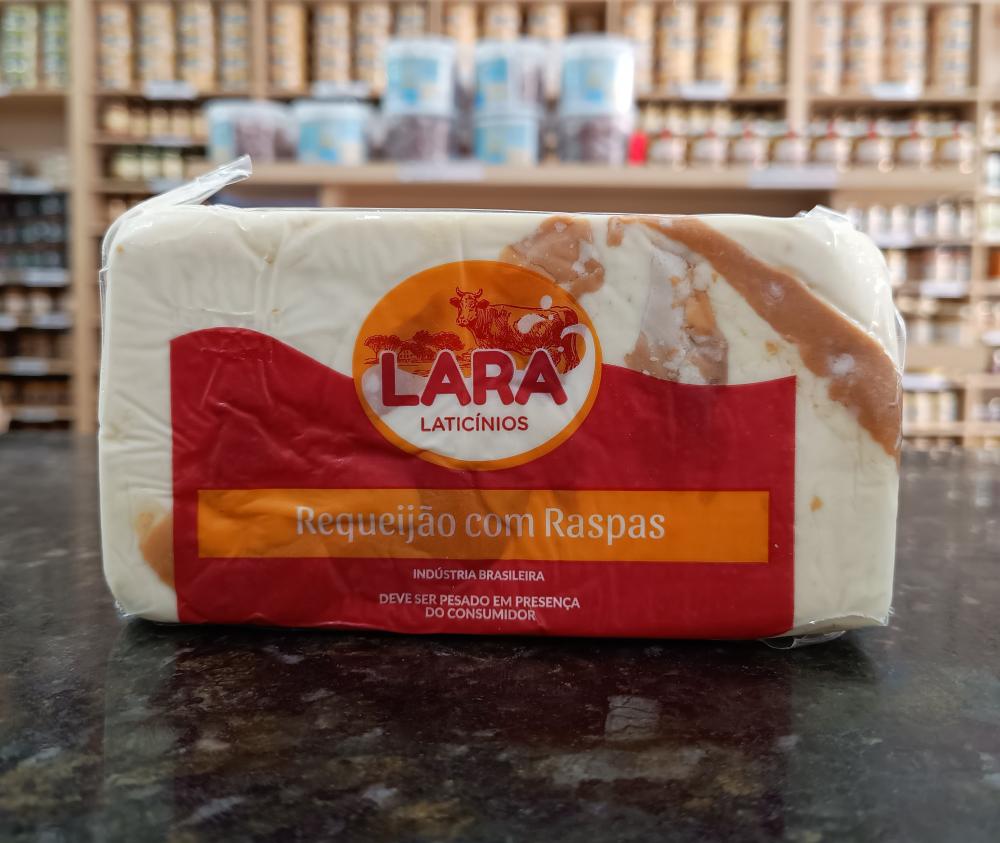 LARA
LATICÍNIOS
Requeijão com Raspas
INDÚSTRIA BRASILEIRA
DEVE SER PESADO EM PRESENÇA
DO CONSUMIDOR